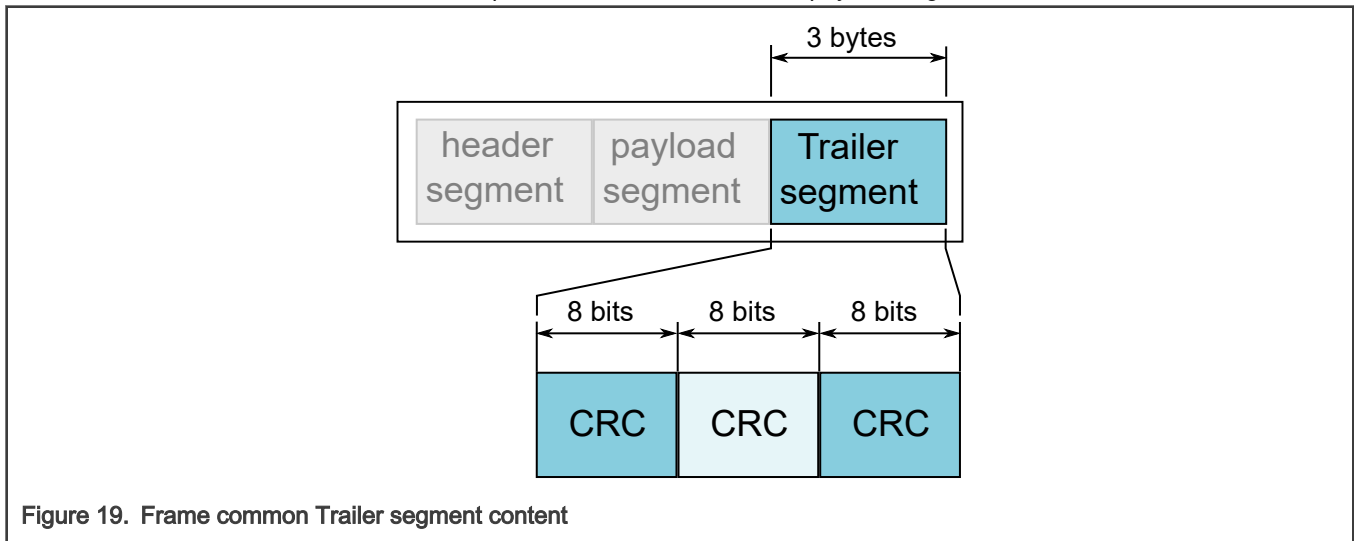 3 bytes
header segment
payload segment
Trailer segment
8 bits 8 bits 8 bits
CRC CRC CRC
Figure 19. Frame common Trailer segment content